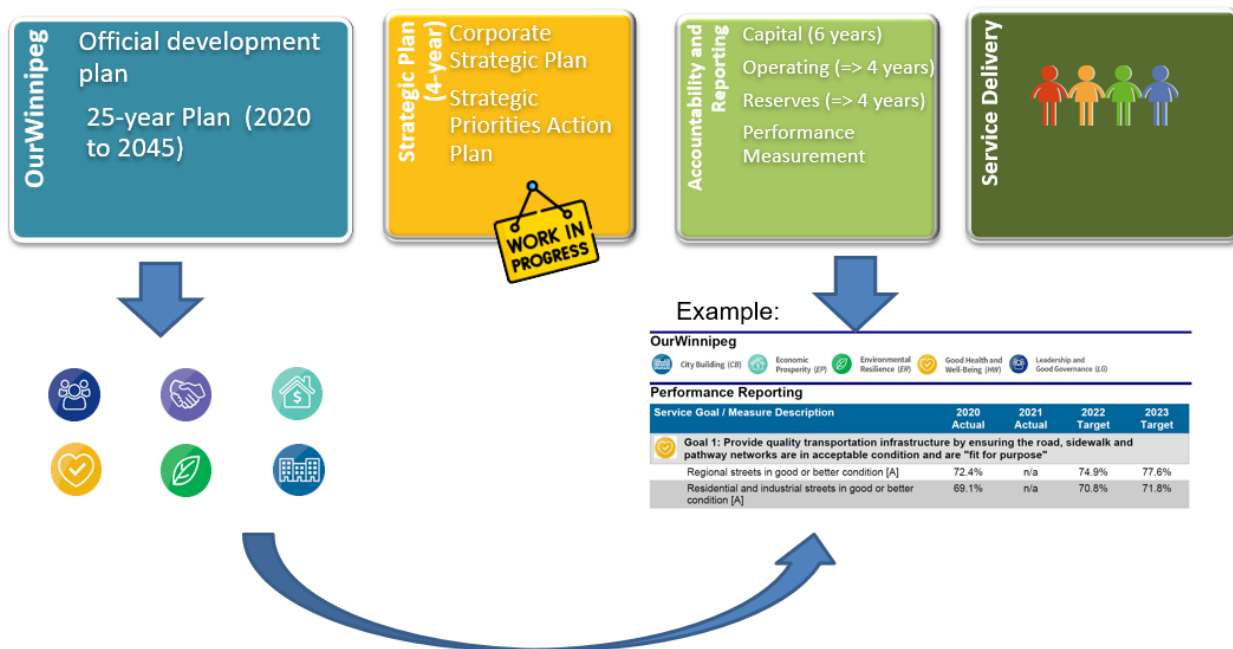 OurWinnipeg
Official development
plan
25-year Plan  (2020
to 2045)
Strategic Plan
(4-year)
Corporate
Strategic Plan
Strategic
Priorities Action
Plan
WORK IN
PROGRESS
Accountability and
Reporting
Capital (6 years)
Operating (=> 4 years)
Reserves (=> 4 years)
Performance
Measurement
Service Delivery
Example:
OurWinnipeg
City Building (CB)
Economic
Prosperity (EP)
Environmental
Resilience (ER)
Good Health and
Well-Being (HW)
Leadership and
Good Governance (LG)
Performance Reporting
Service Goal / Measure Description 2020 Actual 2021 Actual 2022 Target 2023 Target
Goal 1: Provide quality transportation infrastructure by ensuring the road, sidewalk and
pathway networks are in acceptable condition and are "fit for purpose"
Regional streets in good or better condition [A] 72.4% n/a 74.9% 77.6%
Residential and industrial streets in good or better 69.1% n/a 70.8% 71.8%
condition [A]